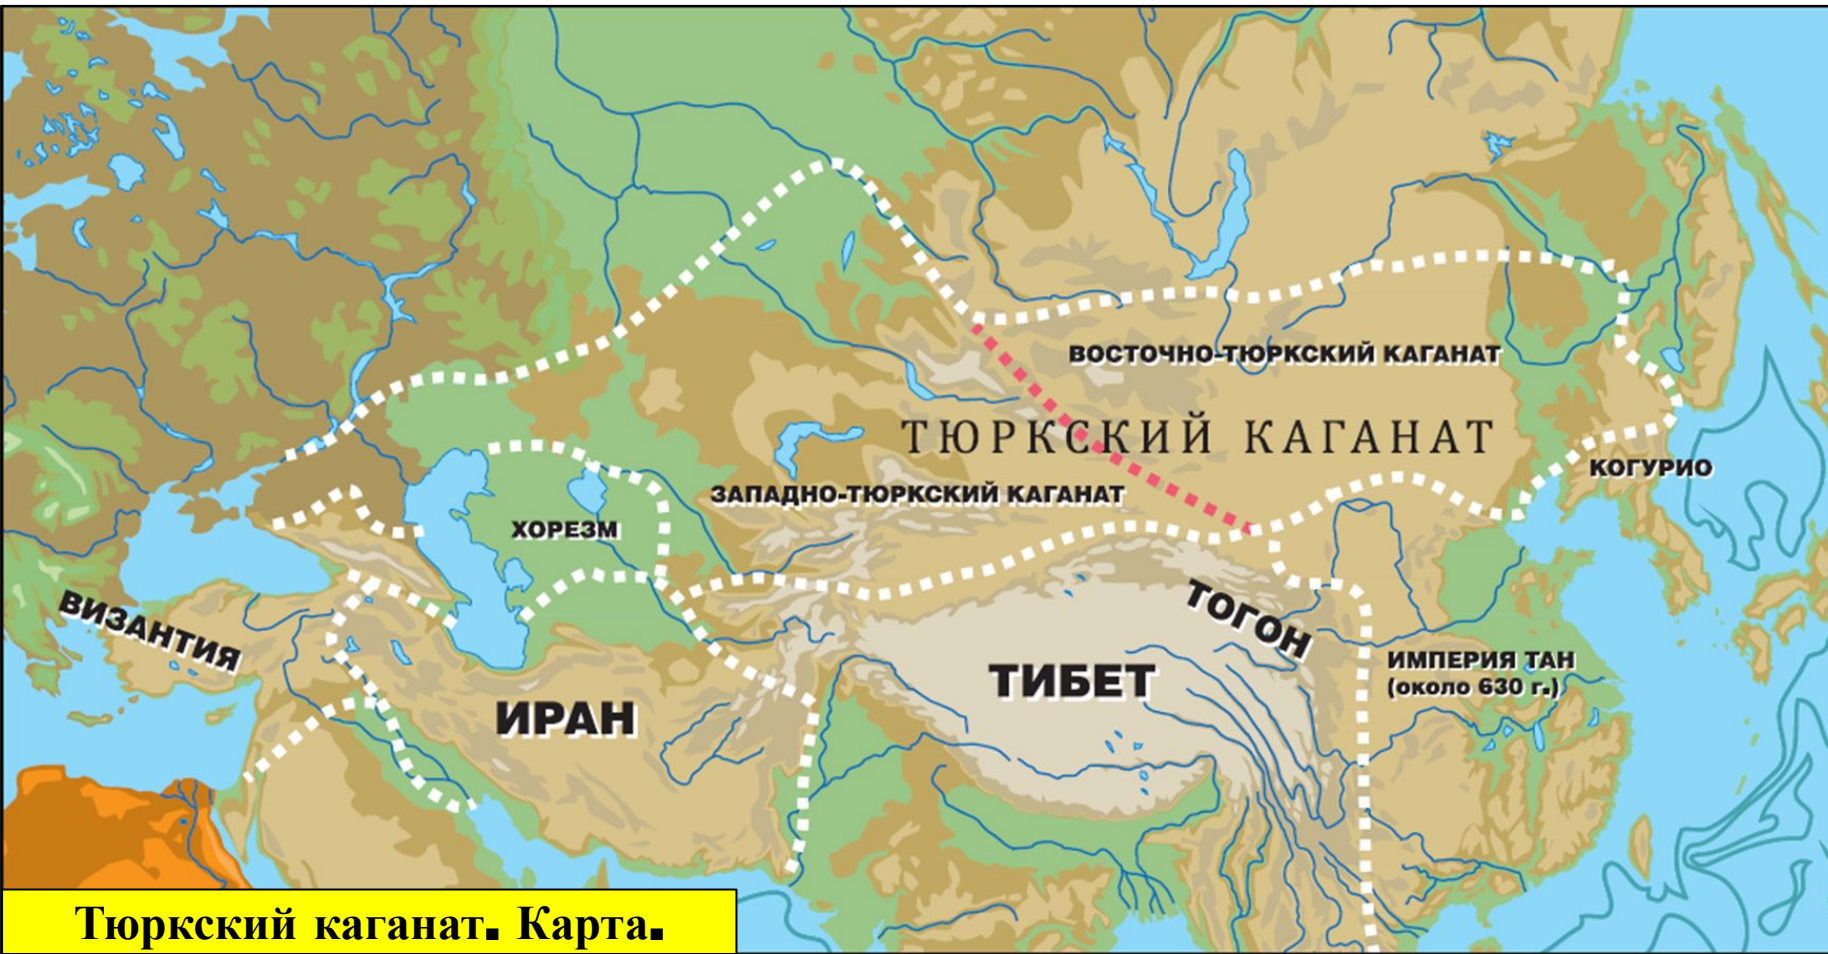 ВОСТОЧНО-ТЮРКСКИЙ КАГАНАТ
ТЮРКСКИЙ КАГАНАТ
КОГУРИО
ЗАПАДНО-ТЮРКСКИЙ КАГАНАТ
ХОРЕЗМ
ВИЗАНТИЯ
ТОГОН
ТИБЕТ
ИМПЕРИЯ ТАН
(около 630 г.)
ИРАН
Тюркский каганат. Карта.